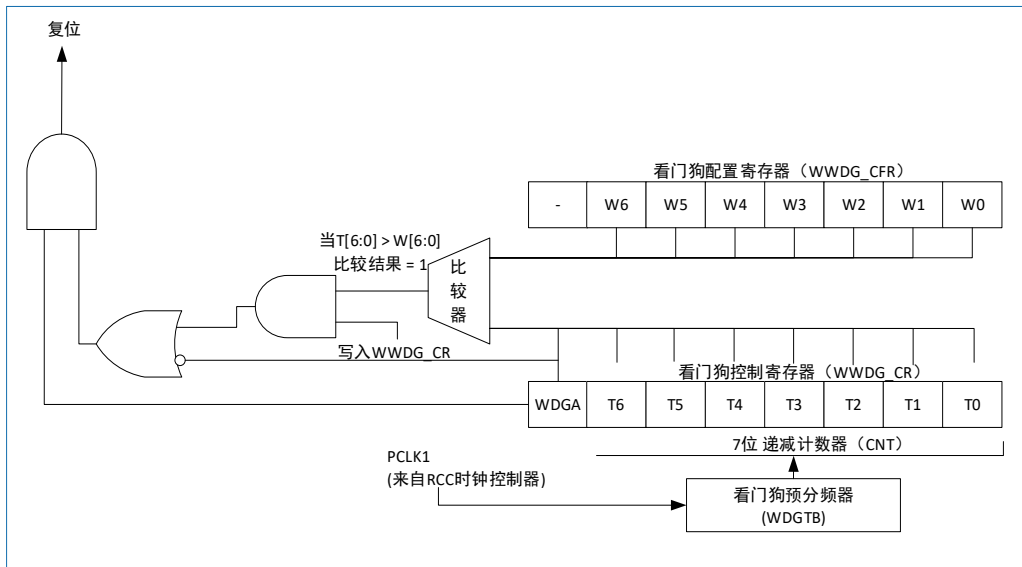 复位
看门狗配置寄存器（WWDG_CFR）
- W6 W5 W4 W3 W2 W1 W0
当T[6:0] > W[6:0]
比较结果 = 1
比
较
器
写入WWDG_CR
看门狗控制寄存器（WWDG_CR）
WDGA T6 T5 T4 T3 T2 T1 T0
7位 递减计数器（CNT）
PCLK1
(来自RCC时钟控制器)
看门狗预分频器
(WDGTB)